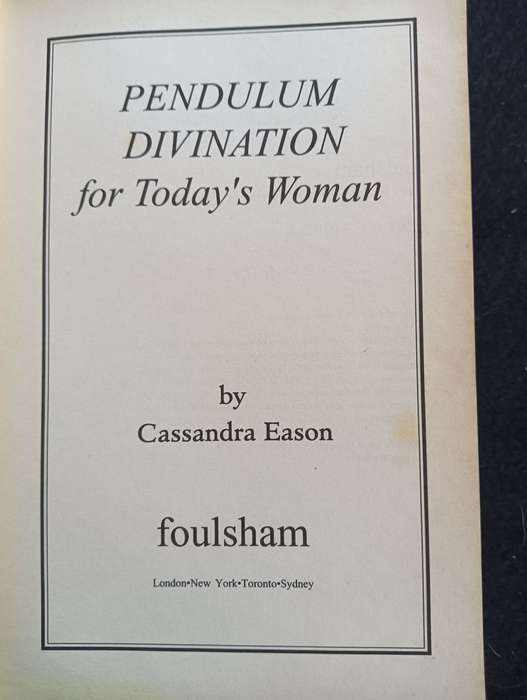 PENDULUM
DIVINATION
for Today's Woman
by
Cassandra Eason
foulsham
London•New York•Toronto•Sydney